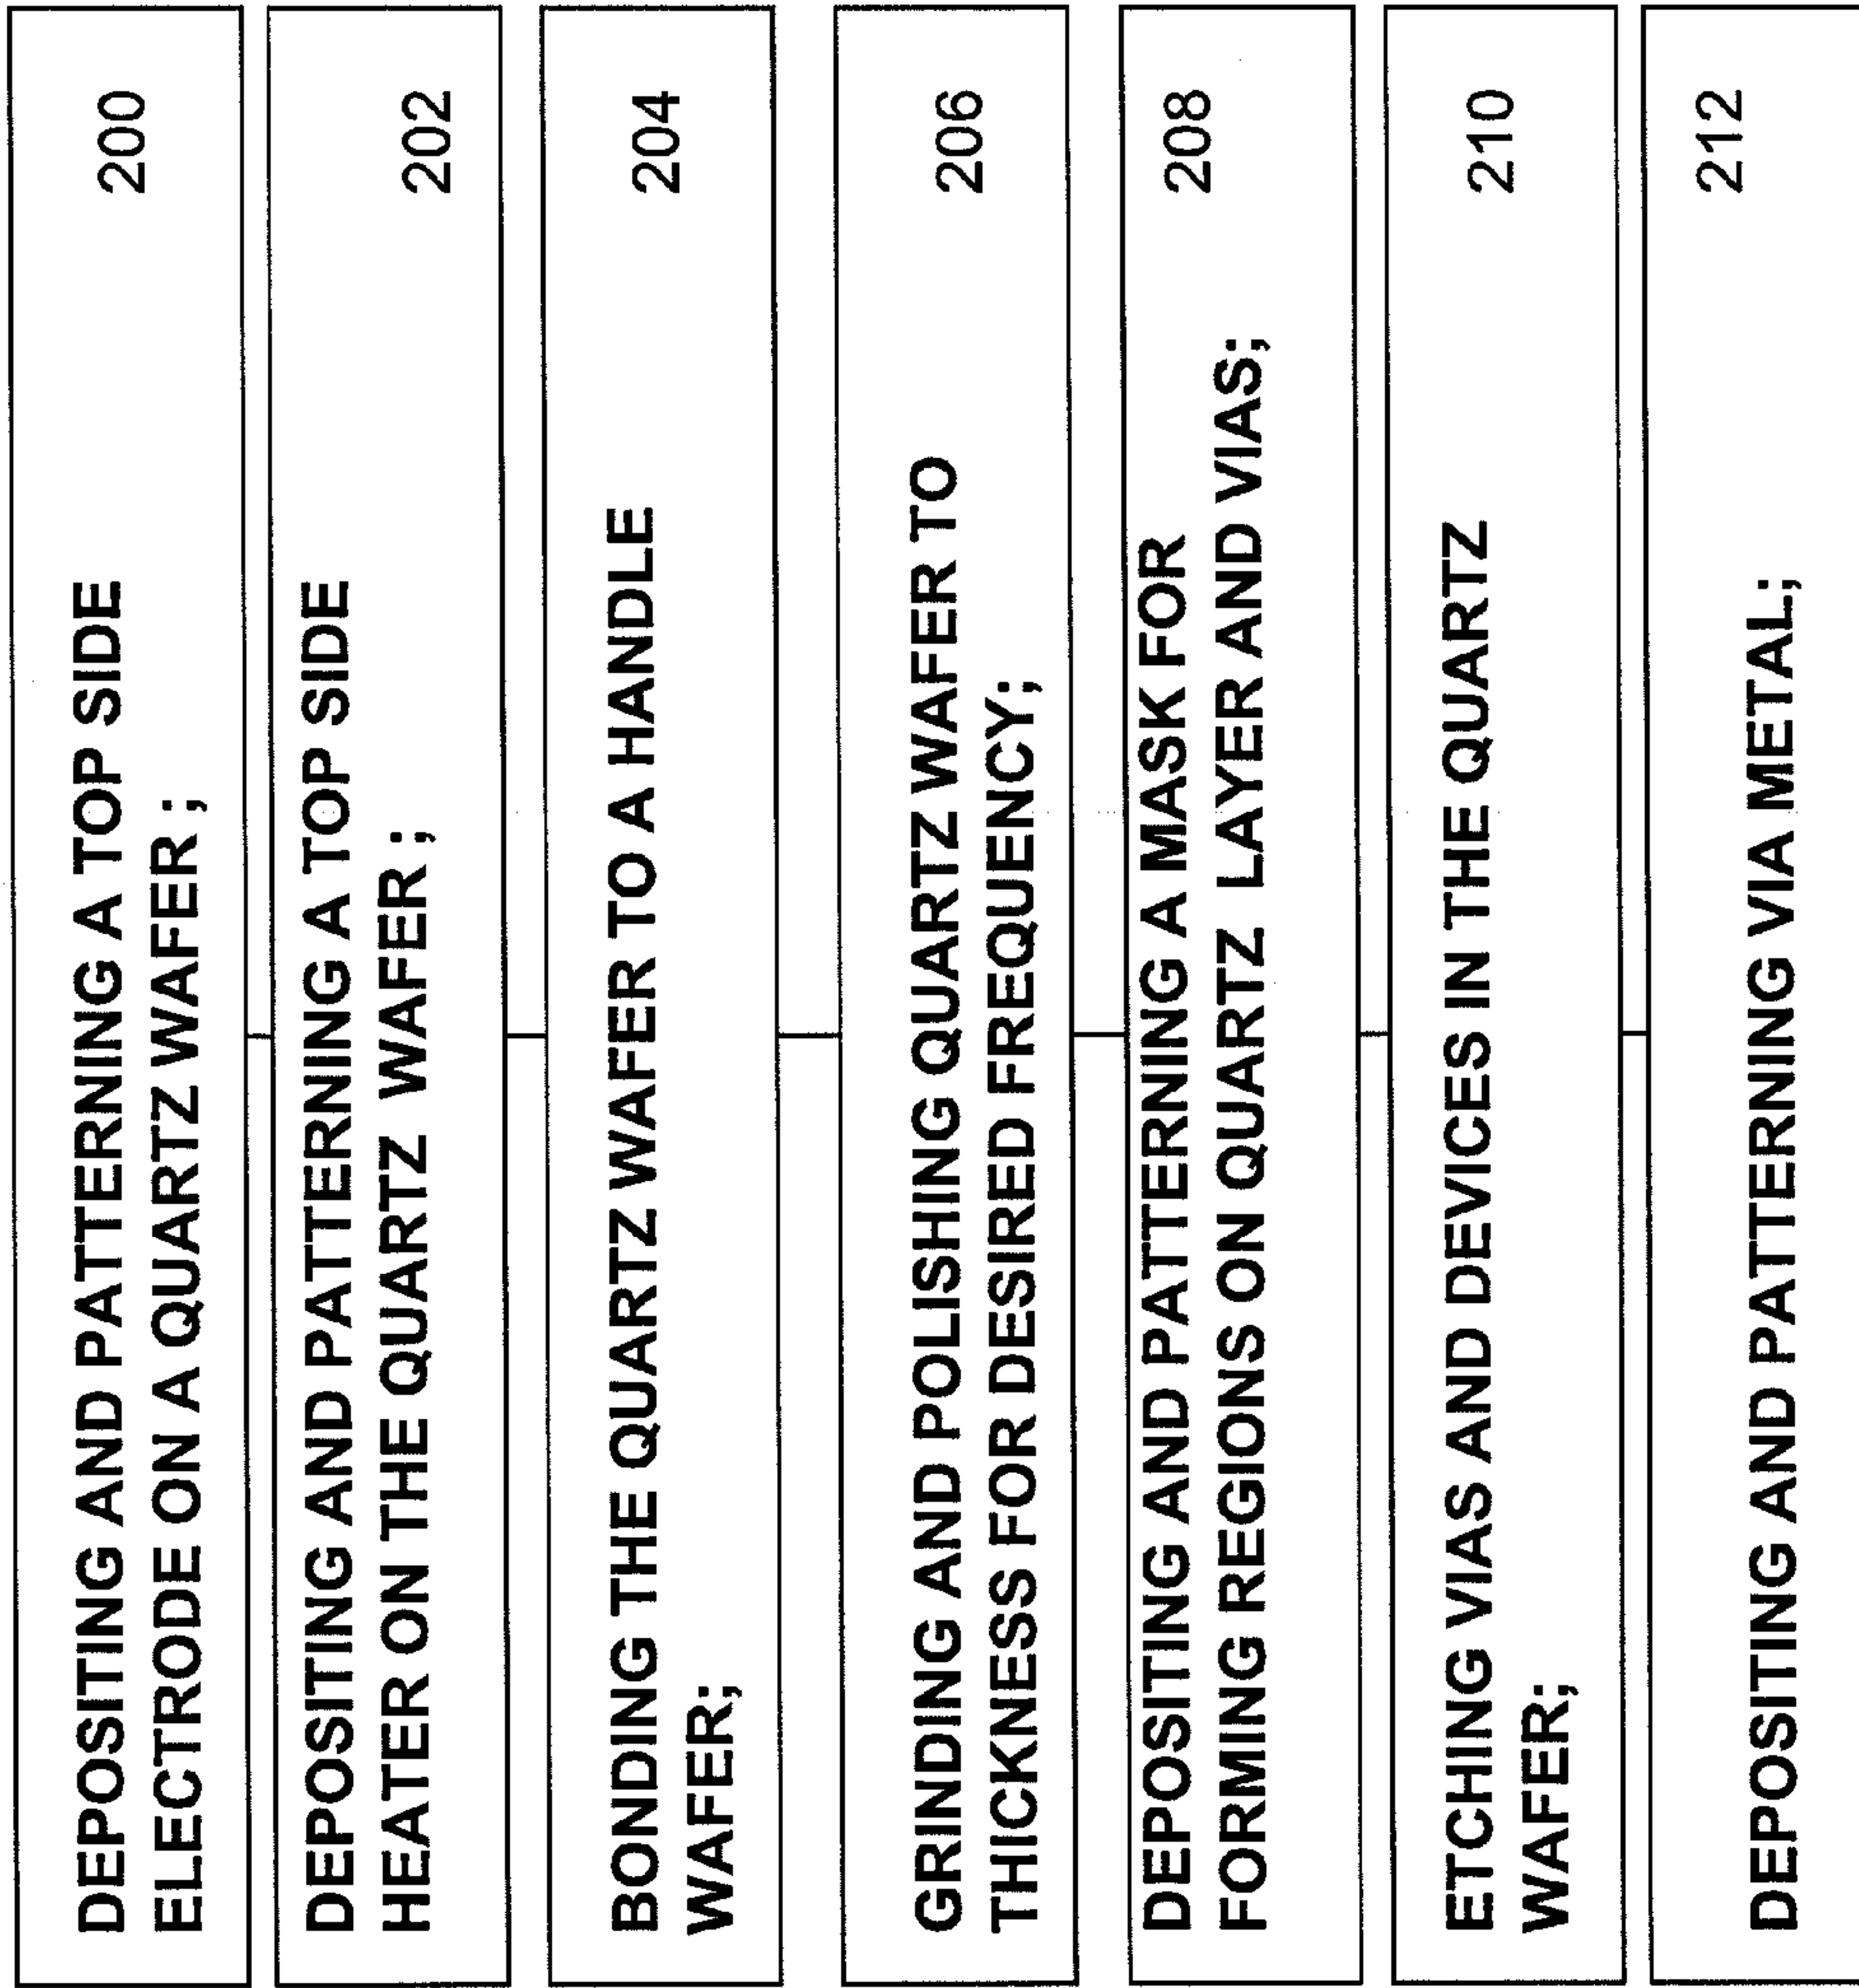 DEPOSITING AND PATTERNING A TOP SIDE
ELECTRODE ON A QUARTZ WAFER ;
200
DEPOSITING AND PATTERNING A TOP SIDE
HEATER ON THE QUARTZ WAFER ;
202
BONDING THE QUARTZ WAFER TO A HANDLE
WAFER;
204
GRINDING AND POLISHING QUARTZ WAFER TO
THICKNESS FOR DESIRED FREQUENCY;
206
DEPOSITING AND PATTERNING A MASK FOR
FORMING REGIONS ON QUARTZ LAYER AND VIAS;
208
ETCHING VIAS AND DEVICES IN THE QUARTZ
WAFER;
210
DEPOSITING AND PATTERNING VIA METAL;
212